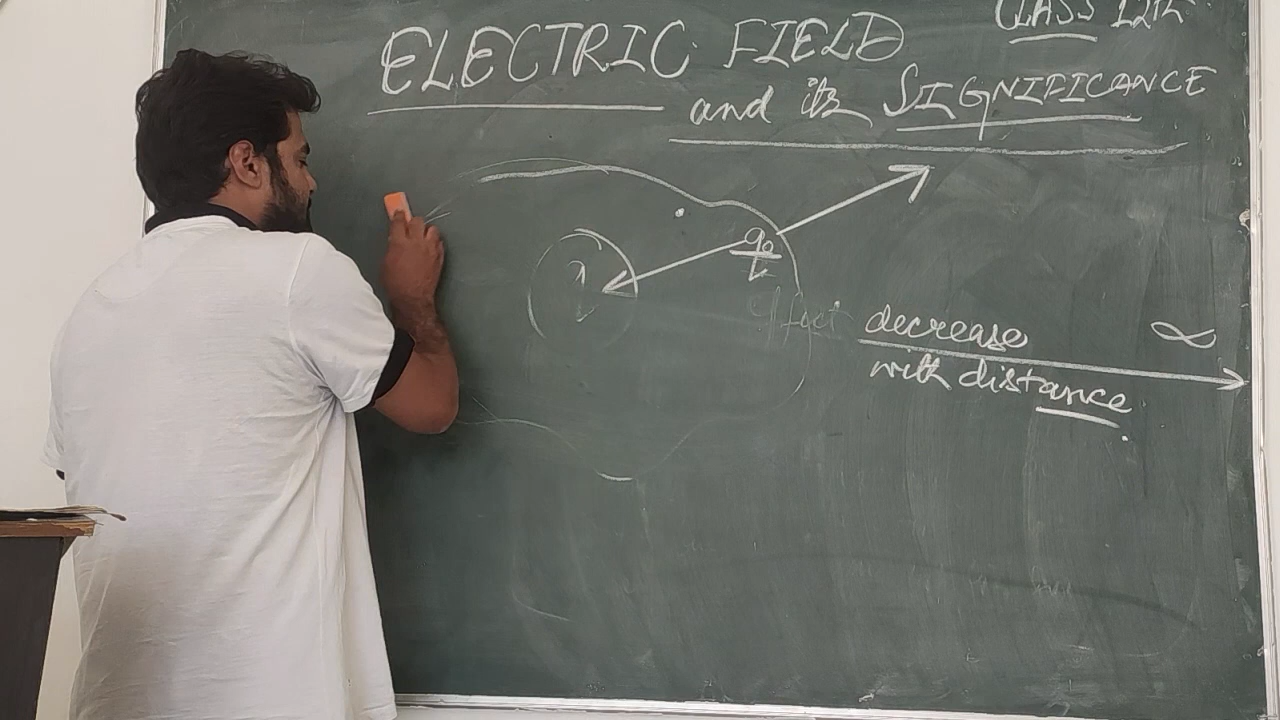 CLASS 12th
ELECTRIC FIELD
and its SIGNIFICANCE
q₀
effect decrease ∝
with distance